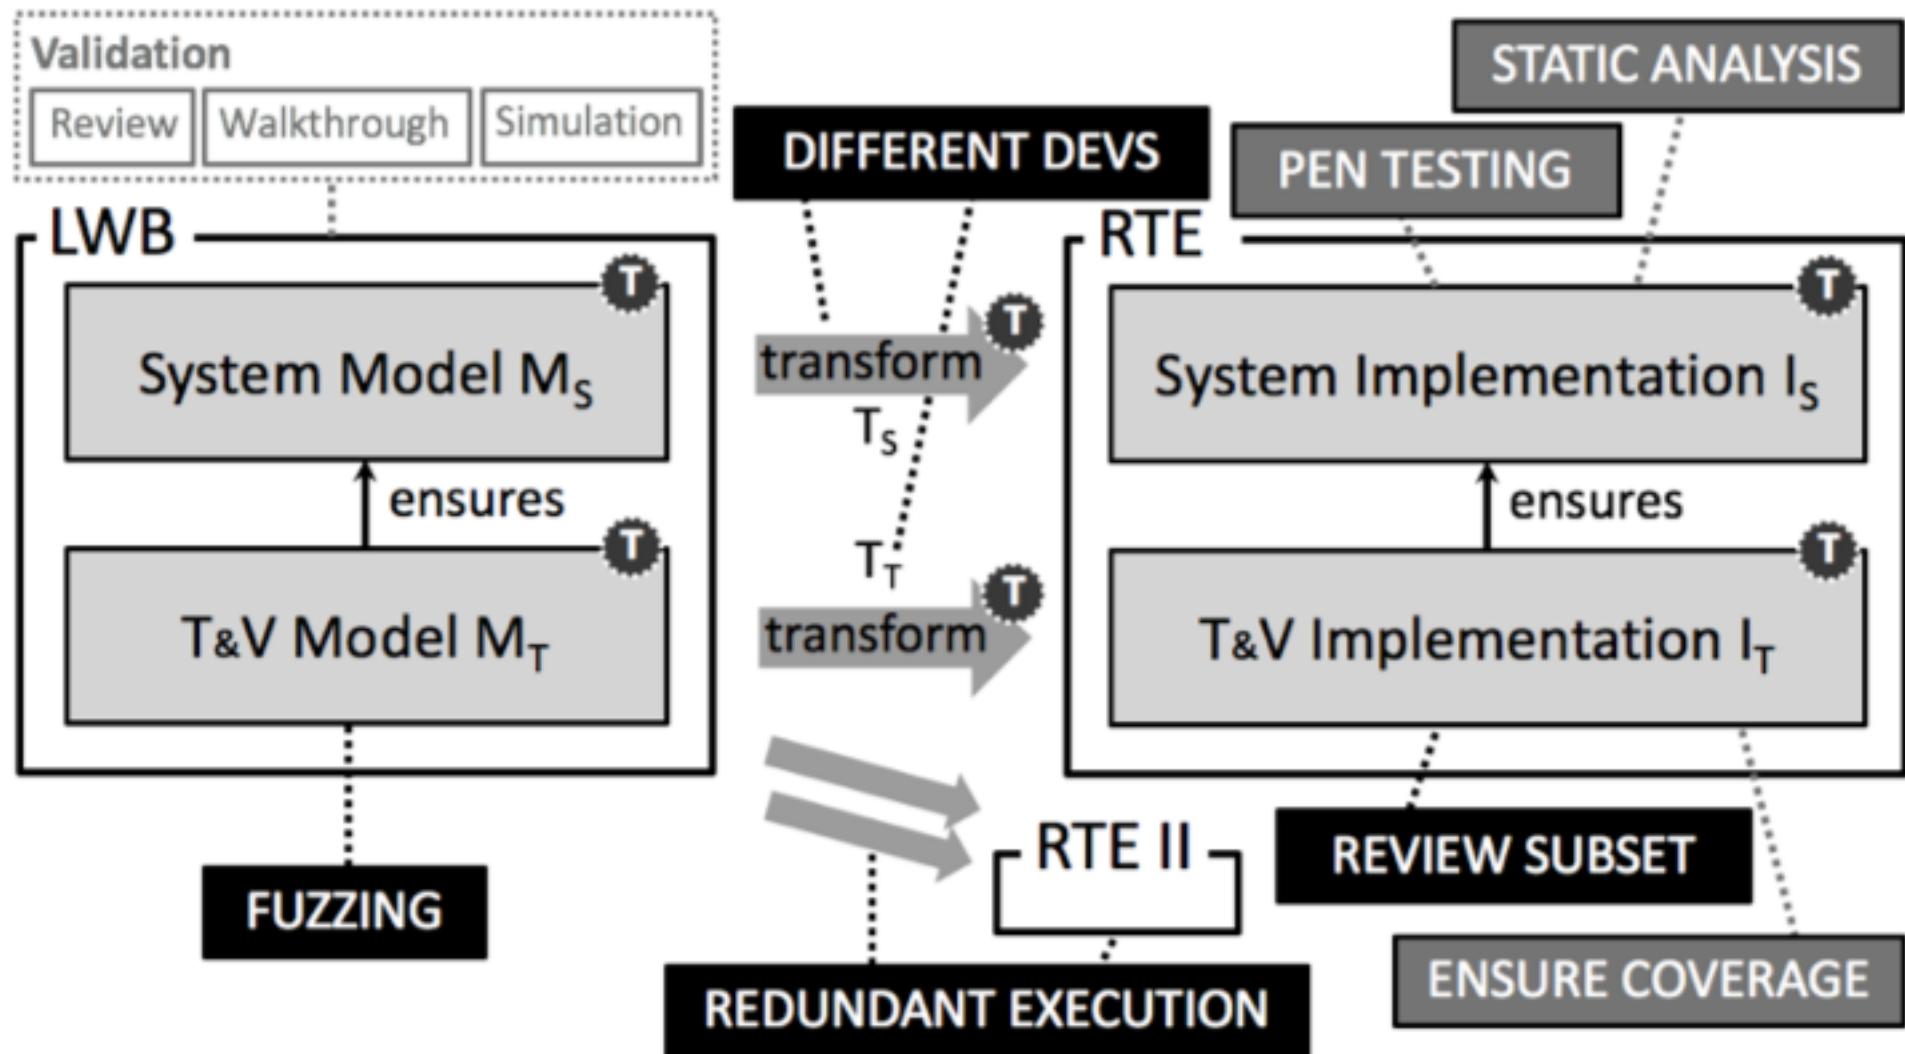 Validation
Review
Walkthrough
Simulation
STATIC ANALYSIS
DIFFERENT DEVS
PEN TESTING
LWB
RTE
T
T
T
System Model MS
transform
System Implementation IS
TS
ensures
ensures
T
TT
T
T
T&V Model MT
transform
T&V Implementation IT
RTE II
REVIEW SUBSET
FUZZING
ENSURE COVERAGE
REDUNDANT EXECUTION